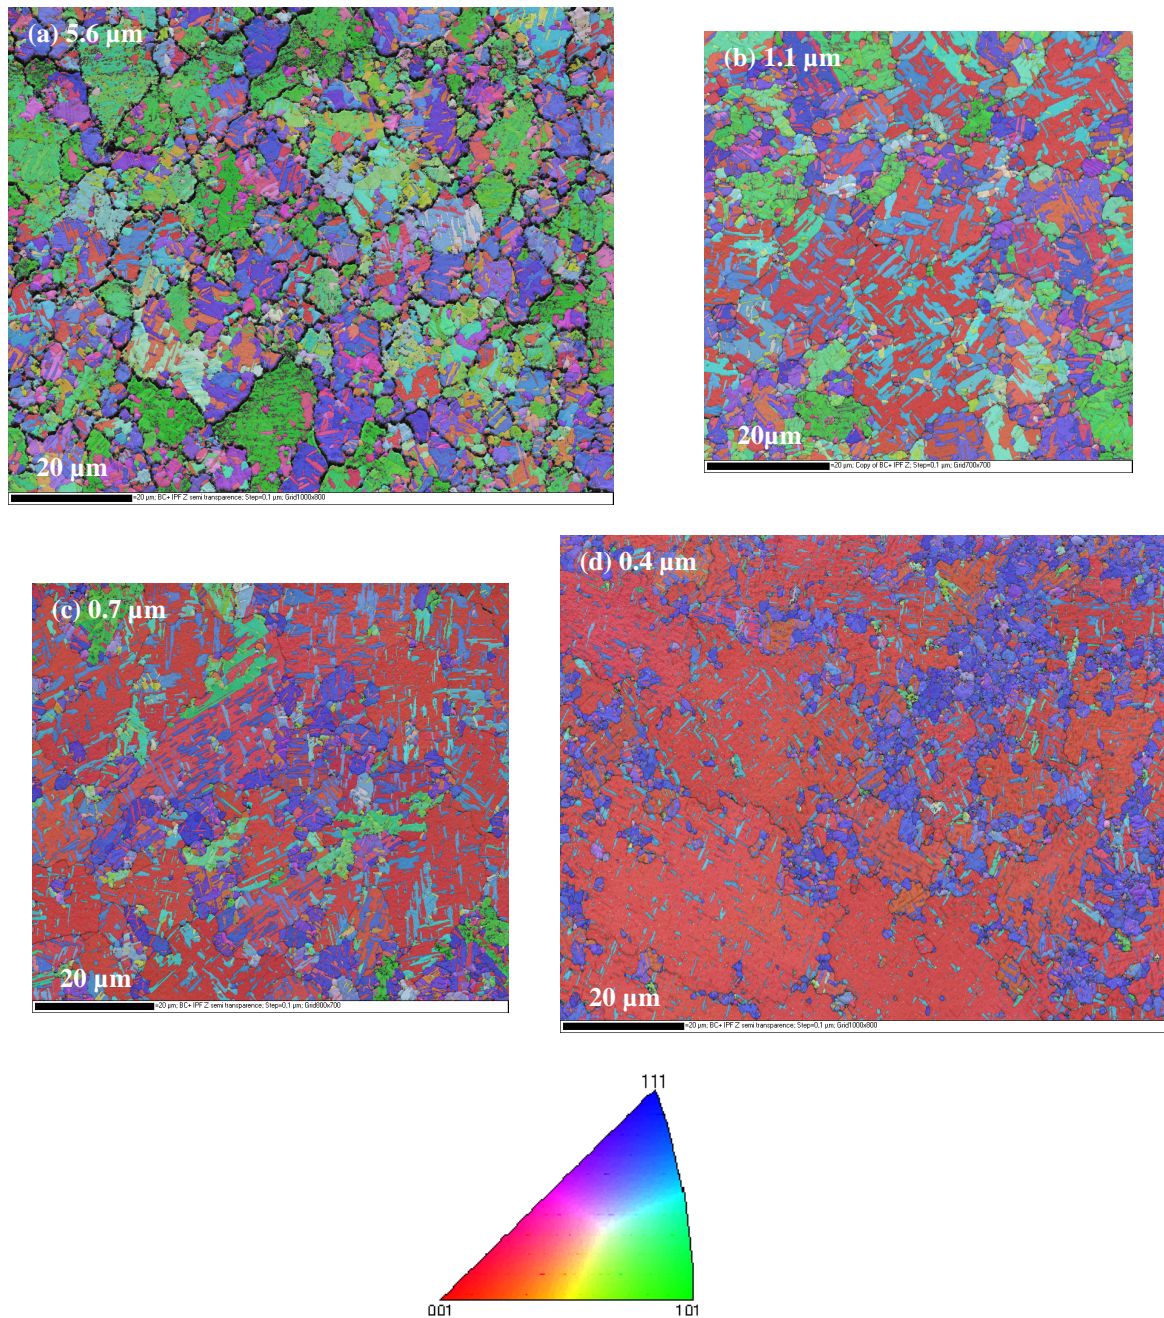 (a) 5.6 µm
20 µm
=20 µm; BC+ IPF Z semi transparence; Step=0.1 µm; Grid1000x800
(b) 1.1 µm
20µm
=20 µm; Copy of BC+ IPF Z; Step=0.1 µm; Grid700x700
(c) 0.7 µm
20 µm
=20 µm; BC+ IPF Z semi transparence; Step=0.1 µm; Grid800x700
(d) 0.4 µm
20 µm
=20 µm; BC+ IPF Z semi transparence; Step=0.1 µm; Grid1000x800
111
001
101